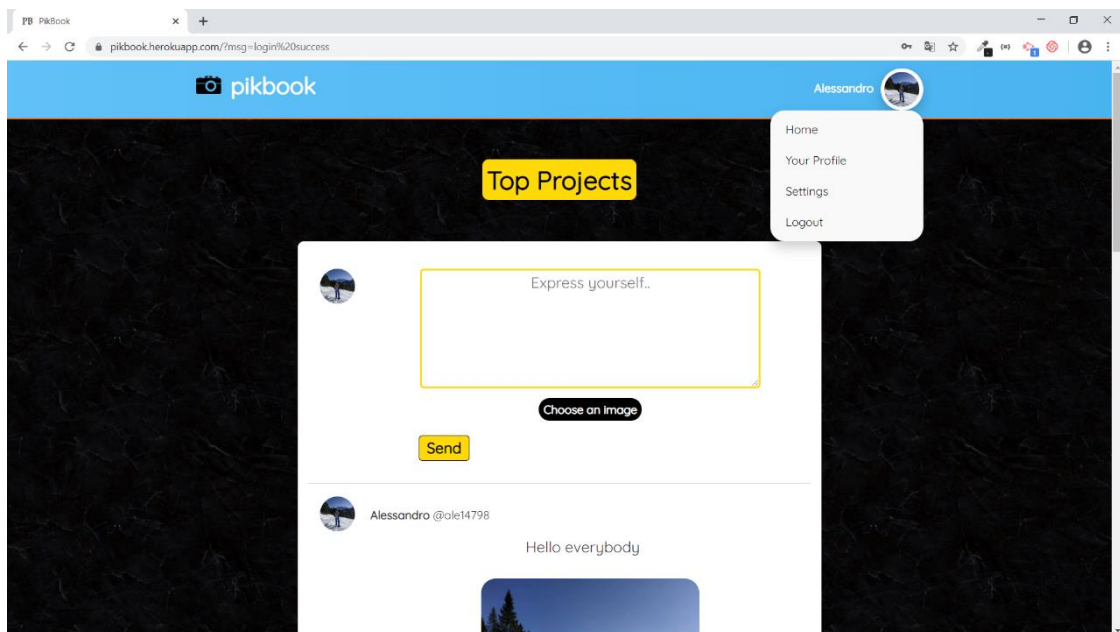 PB PikBook
pikbook.herokuapp.com/?msg=login%20success
pikbook
Alessandro
Home
Your Profile
Settings
Logout
Top Projects
Express yourself..
Choose an image
Send
Alessandro @ale14798
Hello everybody